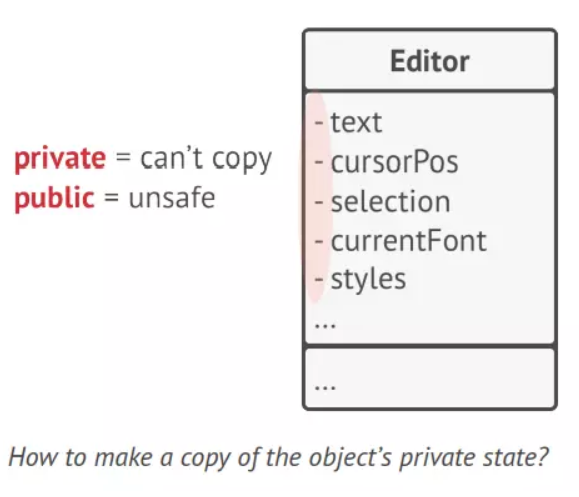 Editor
private = can’t copy
public = unsafe
- text
- cursorPos
- selection
- currentFont
- styles
...
...
How to make a copy of the object’s private state?